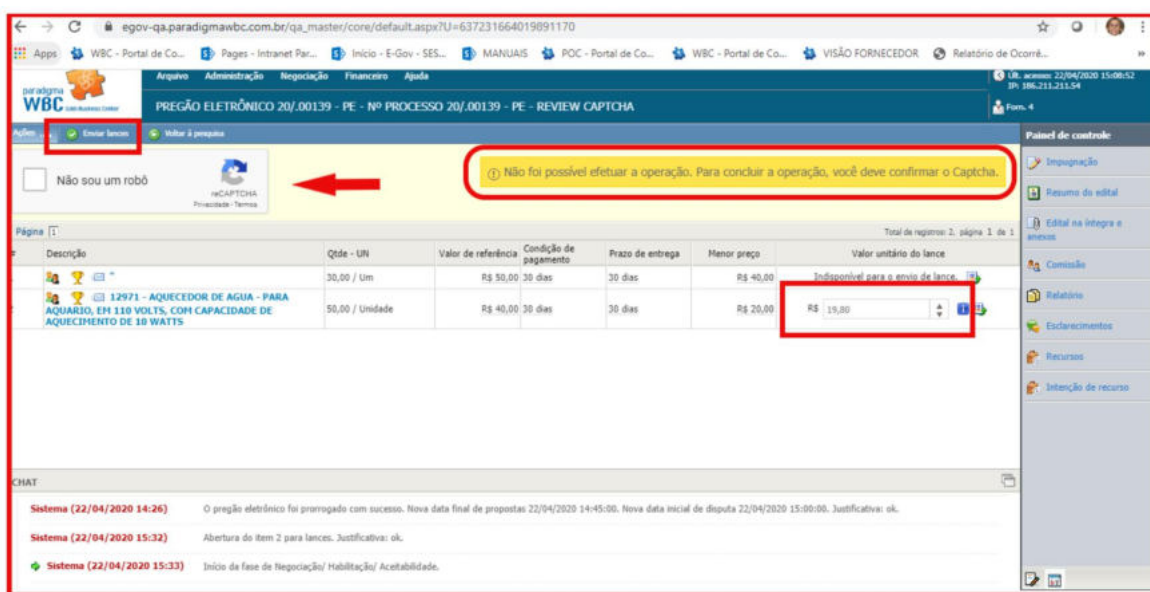 egov-qa.paradigmawbc.com.br/qa_master/core/default.aspx?U=637231664019891170
Apps WBC - Portal de Co... Pages - Intranet Par... Início - E-Gov - SES... MANUAIS POC - Portal de Co... WBC - Portal de Co... VISÃO FORNECEDOR Relatório de Ocorrê... »
paradigma
WBC
Arquivo Administração Negociação Financeiro Ajuda
Últ. acesso: 22/04/2020 15:08:52
IP: 186.211.211.54
PREGÃO ELETRÔNICO 20/.00139 - PE - Nº PROCESSO 20/.00139 - PE - REVIEW CAPTCHA
Forn. 4
Ações ... Enviar lances Voltar à pesquisa
Painel de controle
Não sou um robô
reCAPTCHA
Privacidade - Termos
Não foi possível efetuar a operação. Para concluir a operação, você deve confirmar o Captcha.
Impugnação
Resumo do edital
Edital na íntegra e
anexos
Comissão
Relatório
Esclarecimentos
Recursos
Intenção de recurso
Página 1
Total de registros: 2, página 1 de 1
Descrição Qtde - UN Valor de referência Condição de pagamento Prazo de entrega Menor preço Valor unitário do lance
30,00 / Um R$ 50,00 30 dias 30 dias R$ 40,00 Indisponível para o envio de lance.
12971 - AQUECEDOR DE AGUA - PARA
AQUARIO, EM 110 VOLTS, COM CAPACIDADE DE
AQUECIMENTO DE 10 WATTS
50,00 / Unidade R$ 40,00 30 dias 30 dias R$ 20,00 R$ 19,80
CHAT
Sistema (22/04/2020 14:26) O pregão eletrônico foi prorrogado com sucesso. Nova data final de propostas 22/04/2020 14:45:00. Nova data inicial de disputa 22/04/2020 15:00:00. Justificativa: ok.
Sistema (22/04/2020 15:32) Abertura do item 2 para lances. Justificativa: ok.
Sistema (22/04/2020 15:33) Início da fase de Negociação/ Habilitação/ Aceitabilidade.